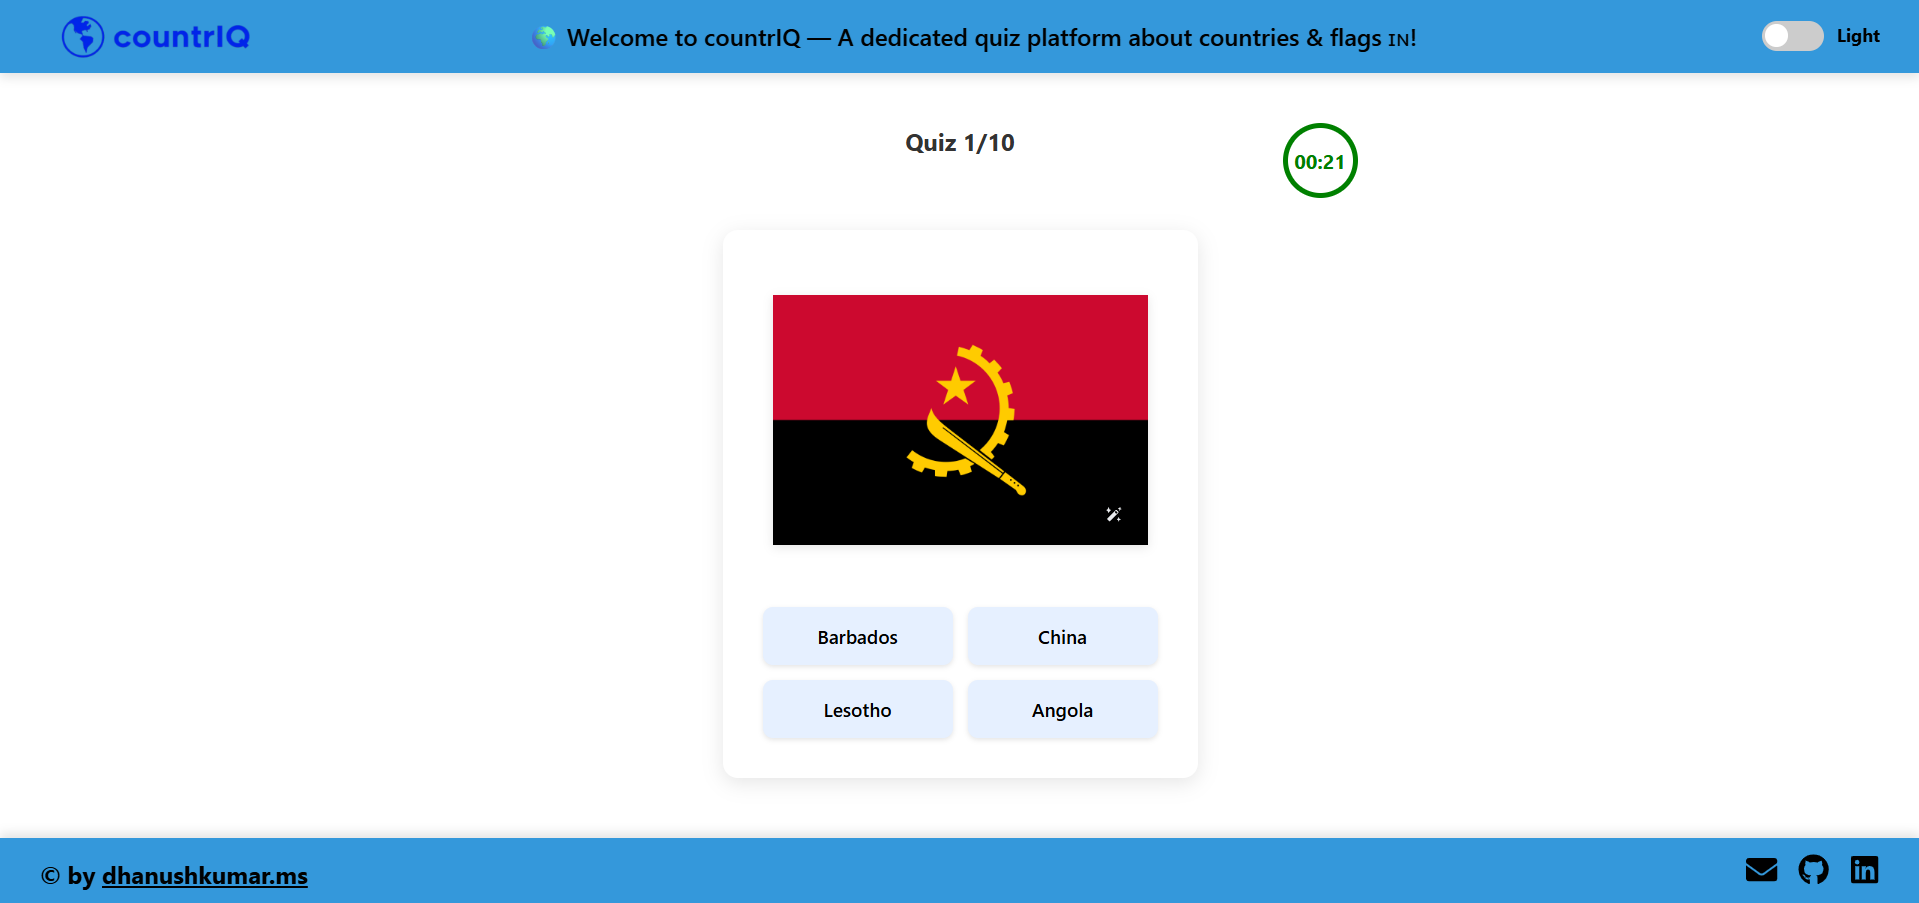 countrIQ
🌍 Welcome to countrIQ — A dedicated quiz platform about countries & flags ɪɴ!
Light
Quiz 1/10
00:21
Barbados
China
Lesotho
Angola
© by dhanushkumar.ms